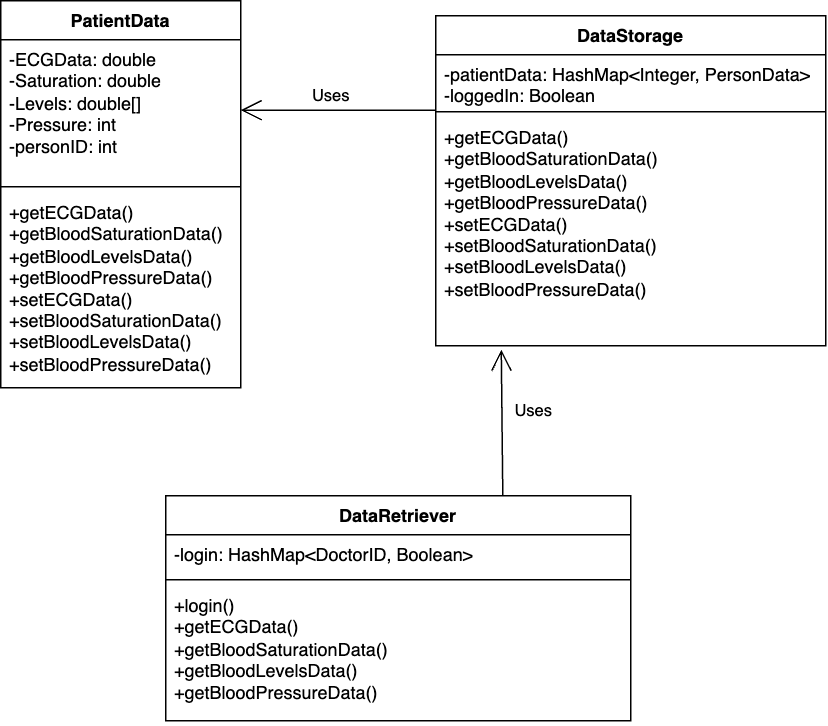 PatientData
-ECGData: double
-Saturation: double
-Levels: double[]
-Pressure: int
-personID: int
+getECGData()
+getBloodSaturationData()
+getBloodLevelsData()
+getBloodPressureData()
+setECGData()
+setBloodSaturationData()
+setBloodLevelsData()
+setBloodPressureData()
Uses
DataStorage
-patientData: HashMap<Integer, PersonData>
-loggedIn: Boolean
+getECGData()
+getBloodSaturationData()
+getBloodLevelsData()
+getBloodPressureData()
+setECGData()
+setBloodSaturationData()
+setBloodLevelsData()
+setBloodPressureData()
Uses
DataRetriever
-login: HashMap<DoctorID, Boolean>
+login()
+getECGData()
+getBloodSaturationData()
+getBloodLevelsData()
+getBloodPressureData()